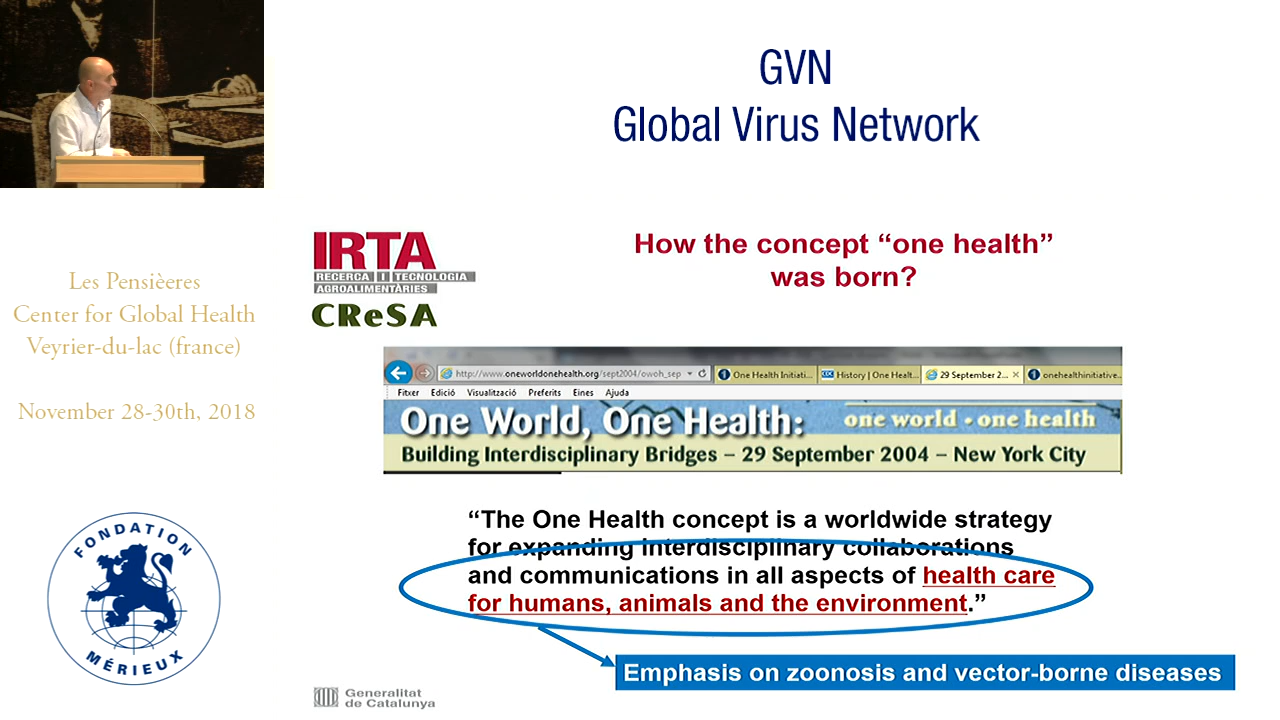 GVN
Global Virus Network
Les Pensièeres
Center for Global Health
Veyrier-du-lac (france)
November 28-30th, 2018
FONDATION
MÉRIEUX
IRTA
RECERCA I TECNOLOGIA
AGROALIMENTÀRIES
CReSA
How the concept “one health”
was born?
http://www.oneworldonehealth.org/sept2004/owoh_sep
One Health Initiati...
CDC History | One Healt...
29 September 2...
onehealthinitiative...
Fitxer Edició Visualització Preferits Eines Ajuda
One World, One Health:
one world • one health
Building Interdisciplinary Bridges – 29 September 2004 – New York City
“The One Health concept is a worldwide strategy
for expanding interdisciplinary collaborations
and communications in all aspects of health care
for humans, animals and the environment.”
Emphasis on zoonosis and vector-borne diseases
Generalitat
de Catalunya